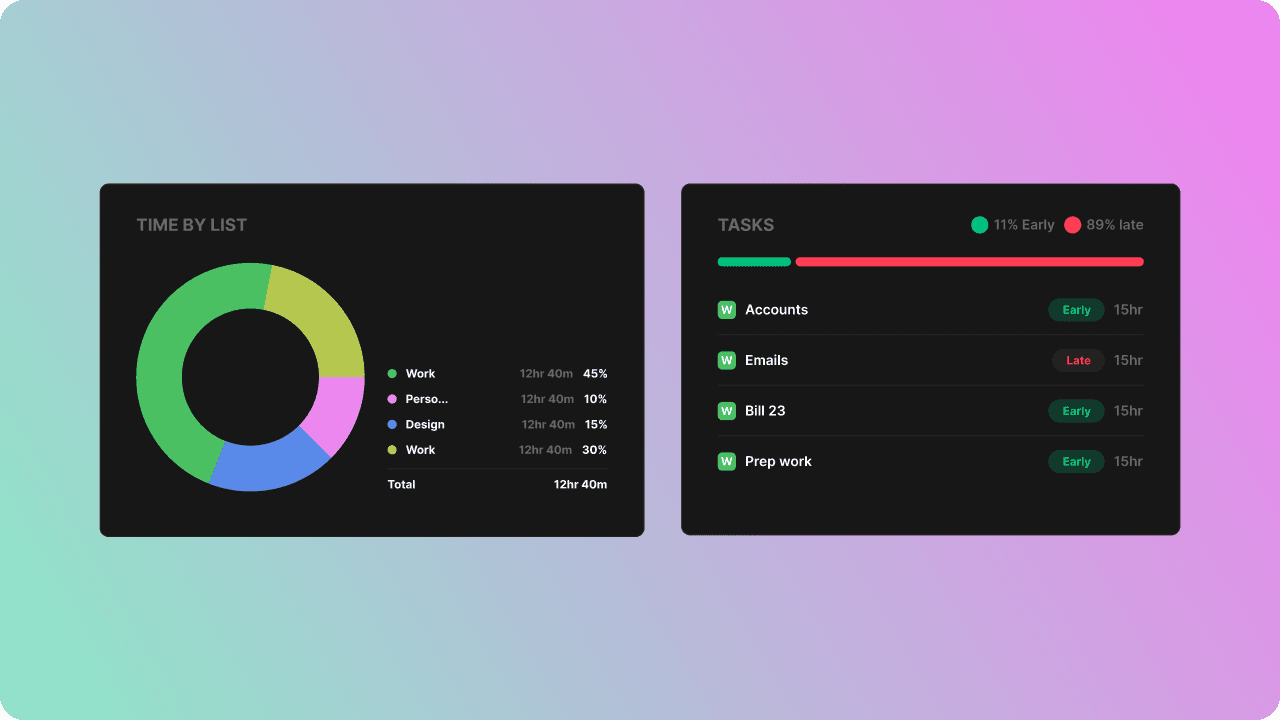 TIME BY LIST
Work 12hr 40m 45%
Perso... 12hr 40m 10%
Design 12hr 40m 15%
Work 12hr 40m 30%
Total 12hr 40m
TASKS 11% Early 89% late
W Accounts Early 15hr
W Emails Late 15hr
W Bill 23 Early 15hr
W Prep work Early 15hr